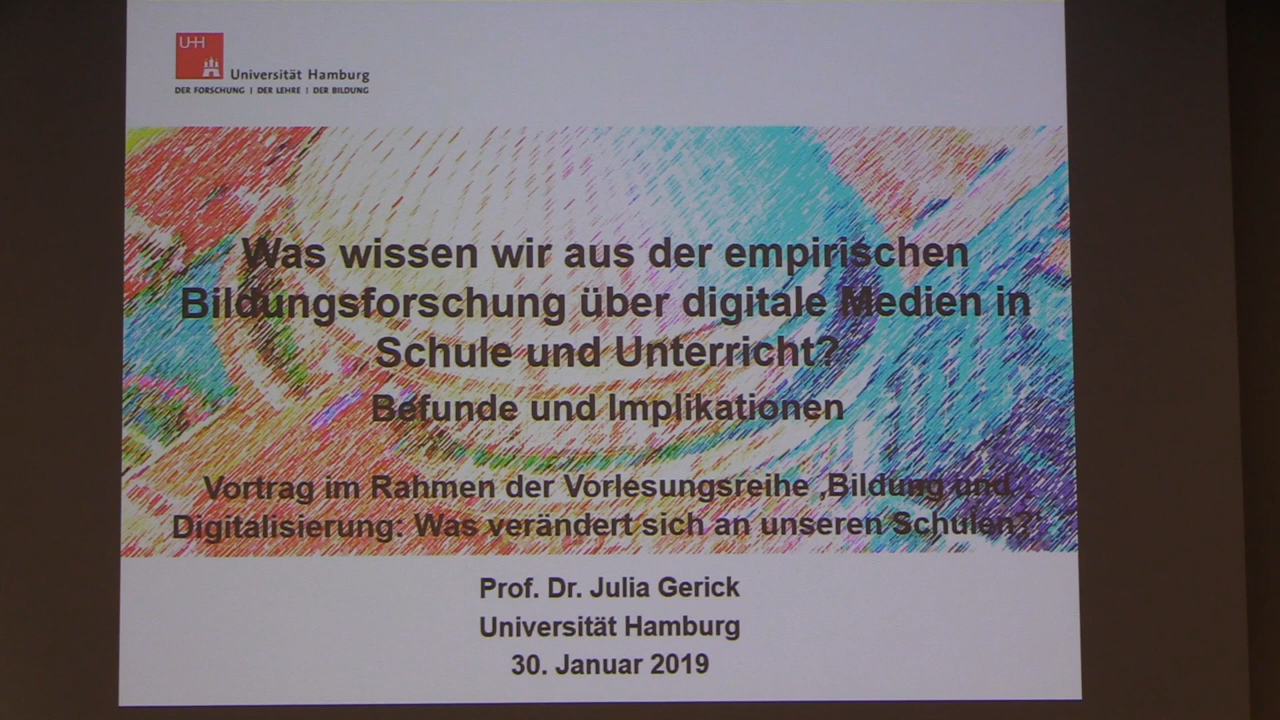 UHH
Universität Hamburg
DER FORSCHUNG | DER LEHRE | DER BILDUNG
Was wissen wir aus der empirischen
Bildungsforschung über digitale Medien in
Schule und Unterricht?
Befunde und Implikationen
Vortrag im Rahmen der Vorlesungsreihe ‚Bildung und
Digitalisierung: Was verändert sich an unseren Schulen?‘
Prof. Dr. Julia Gerick
Universität Hamburg
30. Januar 2019